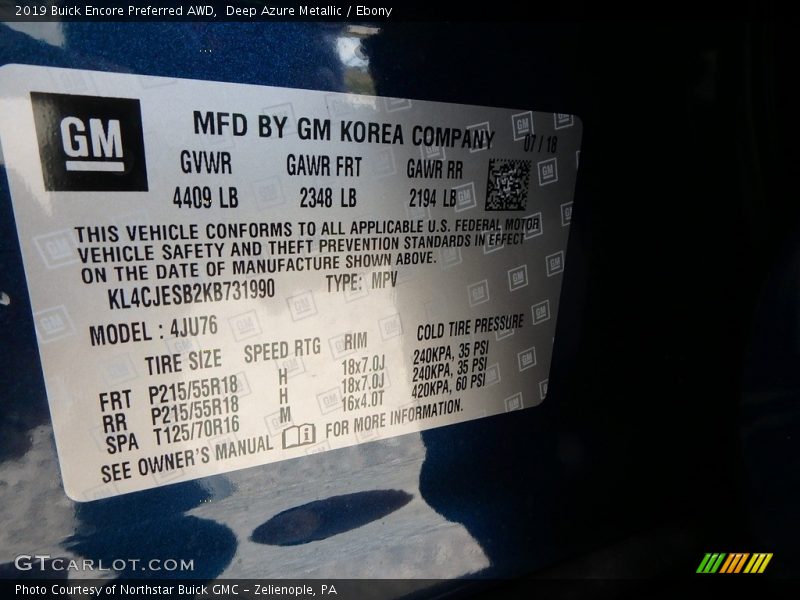 2019 Buick Encore Preferred AWD,  Deep Azure Metallic / Ebony
GM
MFD BY GM KOREA COMPANY
07/18
GVWR GAWR FRT GAWR RR
4409 LB 2348 LB 2194 LB
THIS VEHICLE CONFORMS TO ALL APPLICABLE U.S. FEDERAL MOTOR
VEHICLE SAFETY AND THEFT PREVENTION STANDARDS IN EFFECT
ON THE DATE OF MANUFACTURE SHOWN ABOVE.
KL4CJESB2KB731990 TYPE: MPV
MODEL : 4JU76
TIRE SIZE SPEED RTG RIM COLD TIRE PRESSURE
FRT P215/55R18 H 18x7.0J 240KPA, 35 PSI
RR P215/55R18 H 18x7.0J 240KPA, 35 PSI
SPA T125/70R16 M 16x4.0T 420KPA, 60 PSI
SEE OWNER'S MANUAL FOR MORE INFORMATION.
GTCARLOT.COM
Photo Courtesy of Northstar Buick GMC – Zelienople, PA